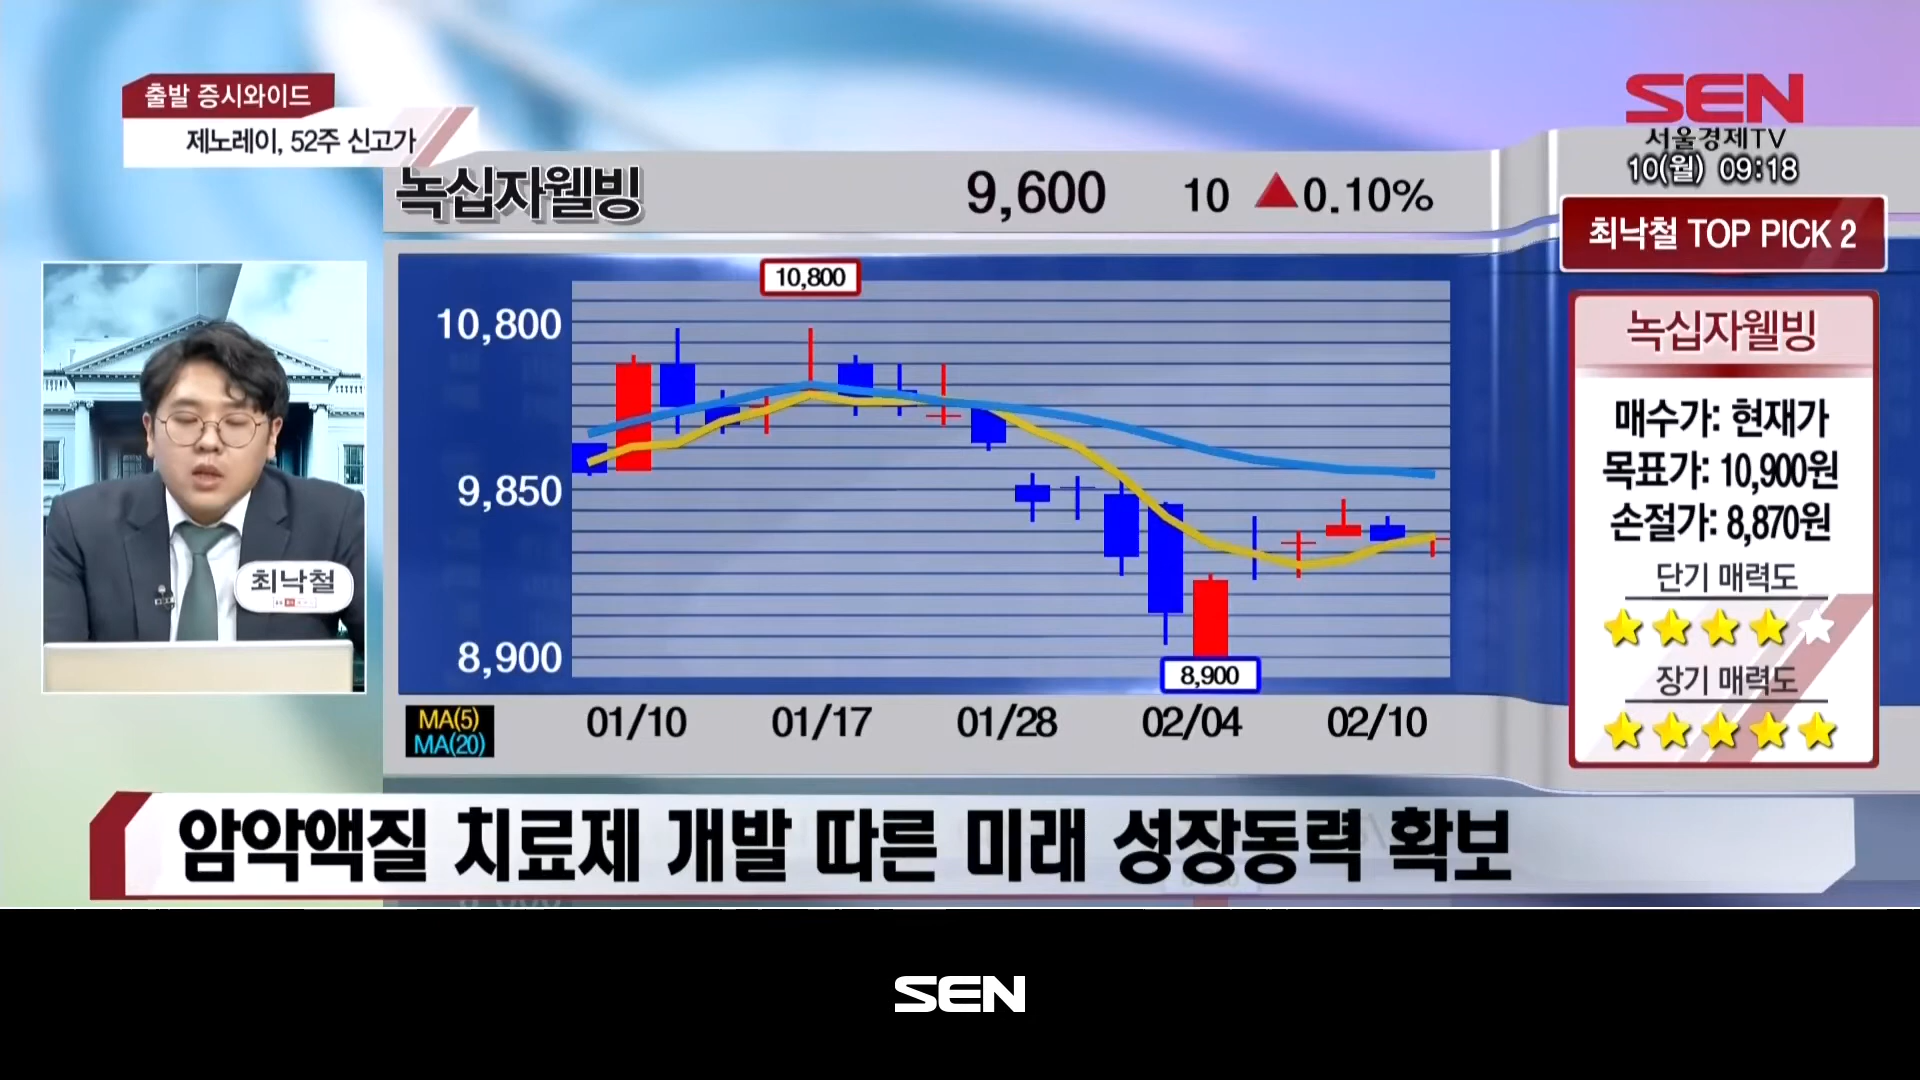 출발 증시와이드
제노레이, 52주 신고가
SEN
서울경제TV
10(월) 09:18
녹십자웰빙 9,600 10 ▲0.10%
최낙철 TOP PICK 2
10,800
10,800
9,850
8,900
8,900
MA(5)
MA(20)
01/10 01/17 01/28 02/04 02/10
녹십자웰빙
매수가: 현재가
목표가: 10,900원
손절가: 8,870원
단기 매력도
장기 매력도
최낙철
암악액질 치료제 개발 따른 미래 성장동력 확보
SEN